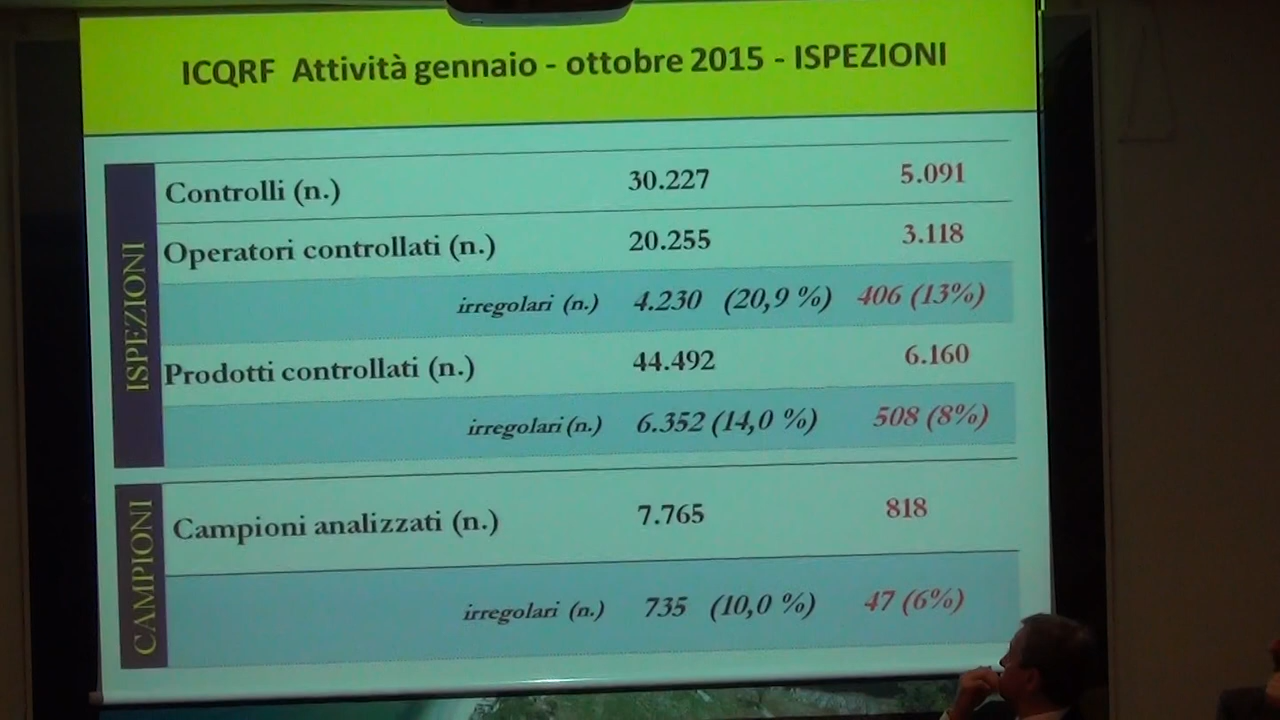 ICQRF Attività gennaio - ottobre 2015 - ISPEZIONI
ISPEZIONI
Controlli (n.) 30.227 5.091
Operatori controllati (n.) 20.255 3.118
irregolari (n.) 4.230 (20,9 %) 406 (13%)
Prodotti controllati (n.) 44.492 6.160
irregolari (n.) 6.352 (14,0 %) 508 (8%)
CAMPIONI
Campioni analizzati (n.) 7.765 818
irregolari (n.) 735 (10,0 %) 47 (6%)